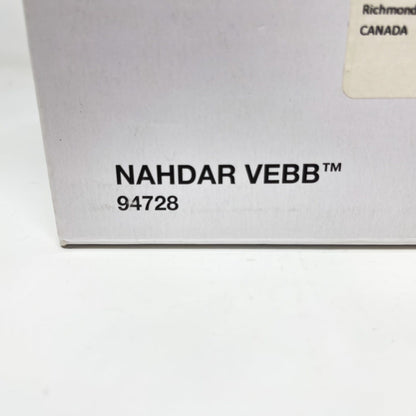 Richmond
CANADA
NAHDAR VEBB™
94728